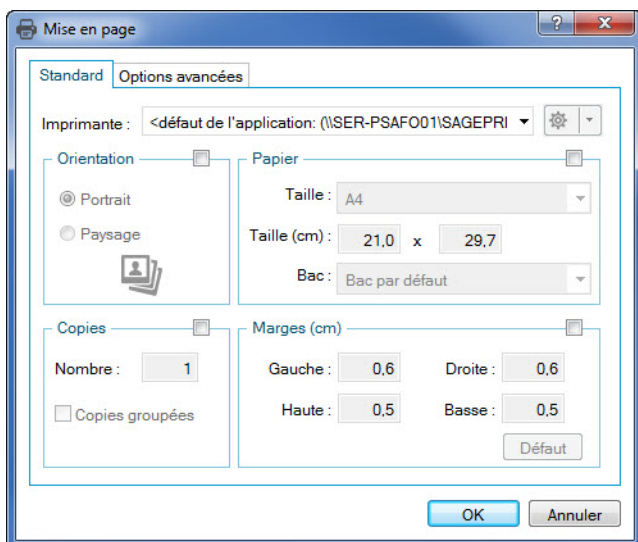 Mise en page
?
X
Standard Options avancées
Imprimante : <défaut de l'application: (\\SER-PSAFO01\SAGEPRI
Orientation
Portrait
Paysage
Papier
Taille : A4
Taille (cm) : 21,0 x 29,7
Bac : Bac par défaut
Copies
Nombre : 1
Copies groupées
Marges (cm)
Gauche : 0,6 Droite : 0,6
Haute : 0,5 Basse : 0,5
Défaut
OK Annuler